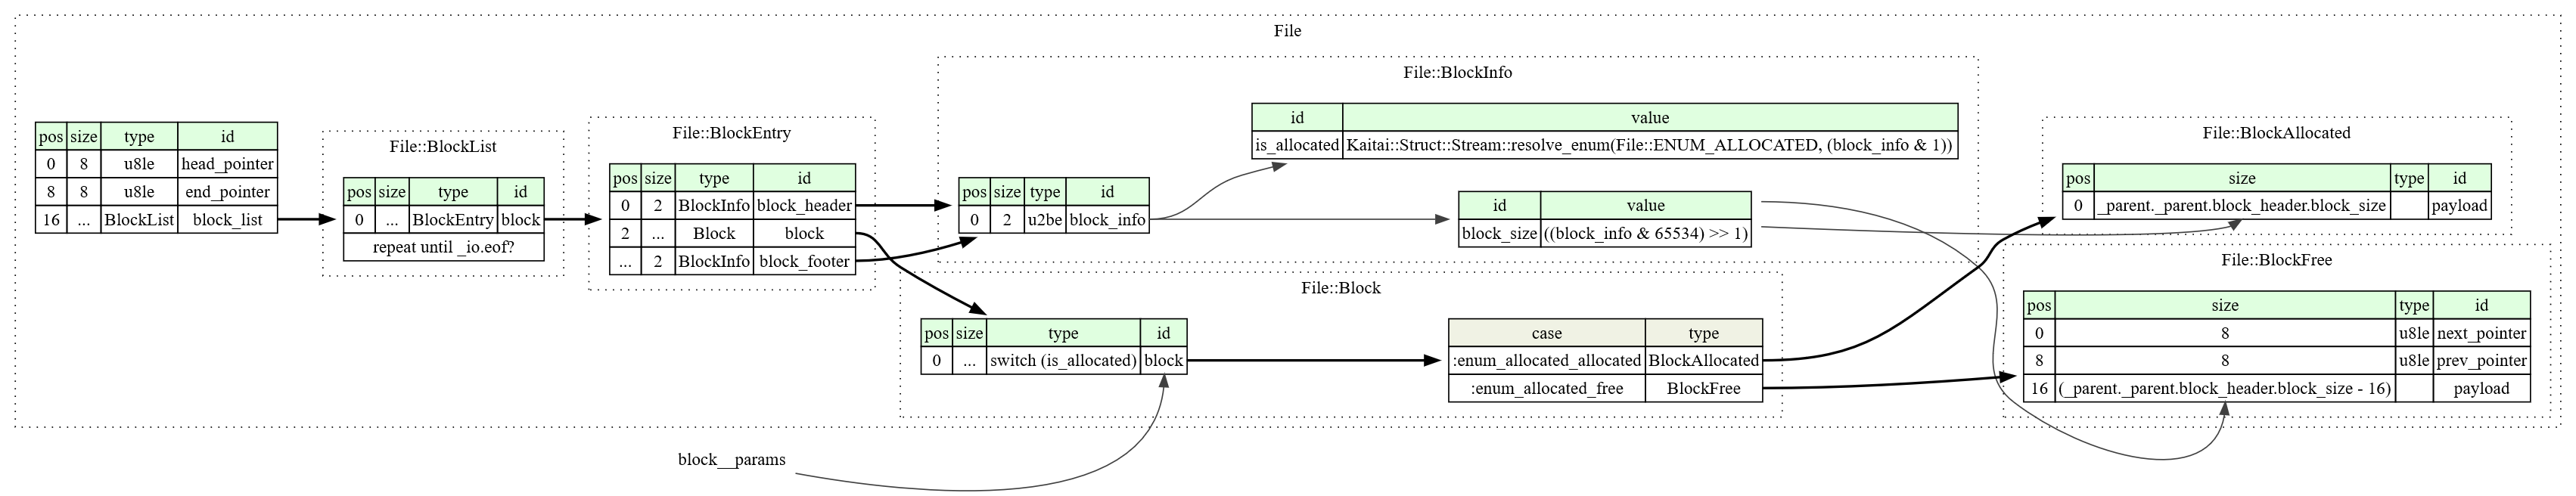 File
pos size type id
0 8 u8le head_pointer
8 8 u8le end_pointer
16 ... BlockList block_list
File::BlockList
pos size type id
0 ... BlockEntry block
repeat until _io.eof?
File::BlockEntry
pos size type id
0 2 BlockInfo block_header
2 ... Block block
... 2 BlockInfo block_footer
File::BlockInfo
pos size type id
0 2 u2be block_info
id value
is_allocated Kaitai::Struct::Stream::resolve_enum(File::ENUM_ALLOCATED, (block_info & 1))
id value
block_size ((block_info & 65534) >> 1)
File::Block
pos size type id
0 ... switch (is_allocated) block
case type
:enum_allocated_allocated BlockAllocated
:enum_allocated_free BlockFree
File::BlockAllocated
pos size type id
0 _parent._parent.block_header.block_size payload
File::BlockFree
pos size type id
0 8 u8le next_pointer
8 8 u8le prev_pointer
16 (_parent._parent.block_header.block_size - 16) payload
block__params